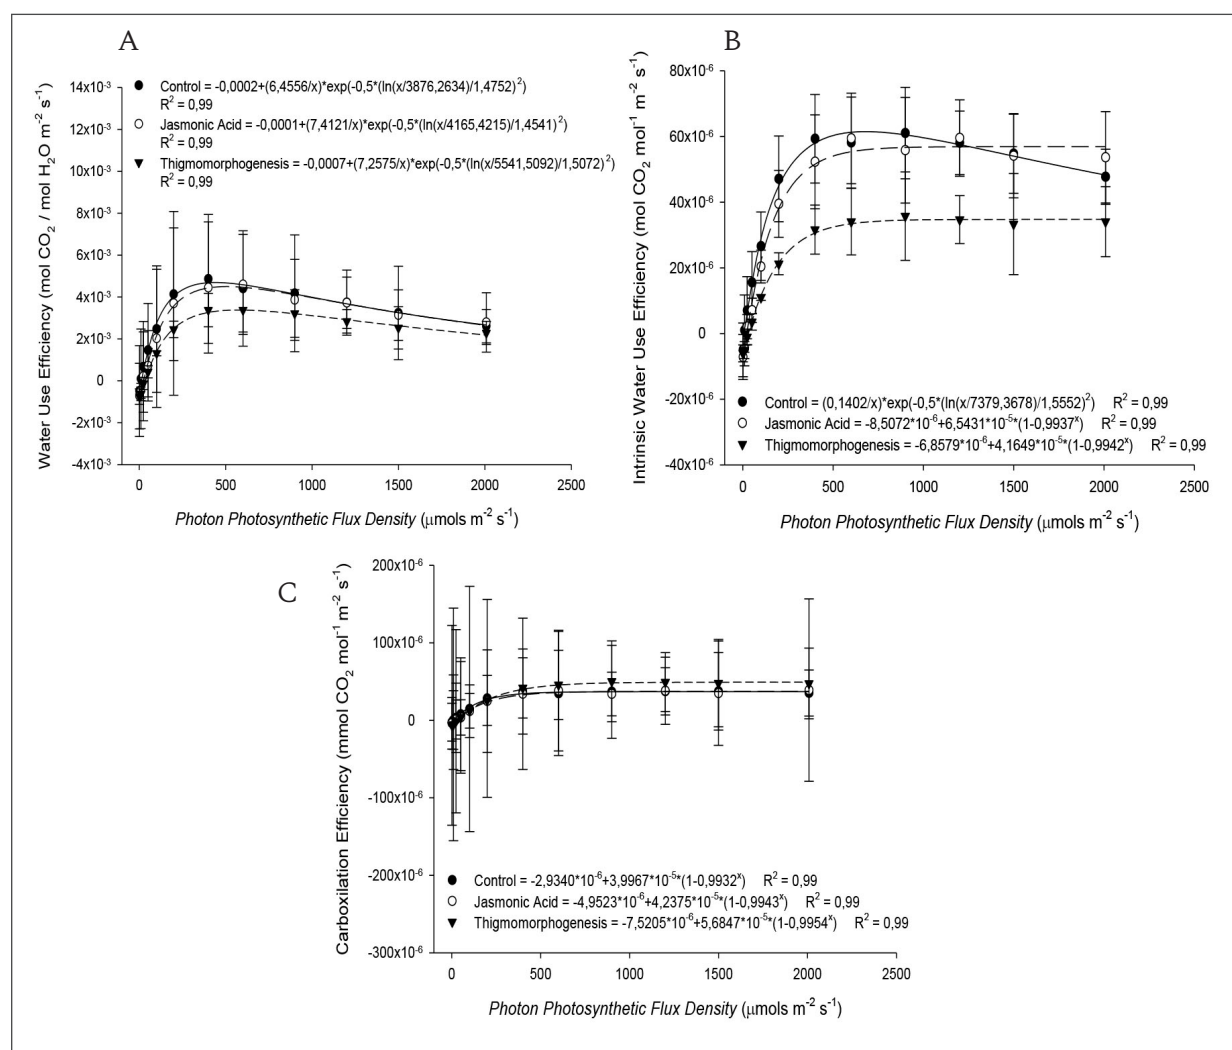 A
Water Use Efficiency (mol CO2 / mol H2O m-2 s-1)
14x10-3
12x10-3
10x10-3
8x10-3
6x10-3
4x10-3
2x10-3
0
-2x10-3
-4x10-3
Control = -0,0002+(6,4556/x)*exp(-0,5*(ln(x/3876,2634)/1,4752)2)
R2 = 0,99
Jasmonic Acid = -0,0001+(7,4121/x)*exp(-0,5*(ln(x/4165,4215)/1,4541)2)
R2 = 0,99
Thigmomorphogenesis = -0,0007+(7,2575/x)*exp(-0,5*(ln(x/5541,5092)/1,5072)2)
R2 = 0,99
0 500 1000 1500 2000 2500
Photon Photosynthetic Flux Density (μmols m-2 s-1)
B
Intrinsic Water Use Efficiency (mol CO2 mol-1 m-2 s-1)
80x10-6
60x10-6
40x10-6
20x10-6
0
-20x10-6
-40x10-6
Control = (0,1402/x)*exp(-0,5*(ln(x/7379,3678)/1,5552)2) R2 = 0,99
Jasmonic Acid = -8,5072*10-6+6,5431*10-5*(1-0,9937x) R2 = 0,99
Thigmomorphogenesis = -6,8579*10-6+4,1649*10-5*(1-0,9942x) R2 = 0,99
0 500 1000 1500 2000 2500
Photon Photosynthetic Flux Density (μmols m-2 s-1)
C
Carboxilation Efficiency (mmol CO2 mol-1 m-2 s-1)
200x10-6
100x10-6
0
-100x10-6
-200x10-6
-300x10-6
Control = -2,9340*10-6+3,9967*10-5*(1-0,9932x) R2 = 0,99
Jasmonic Acid = -4,9523*10-6+4,2375*10-5*(1-0,9943x) R2 = 0,99
Thigmomorphogenesis = -7,5205*10-6+5,6847*10-5*(1-0,9954x) R2 = 0,99
0 500 1000 1500 2000 2500
Photon Photosynthetic Flux Density (μmols m-2 s-1)